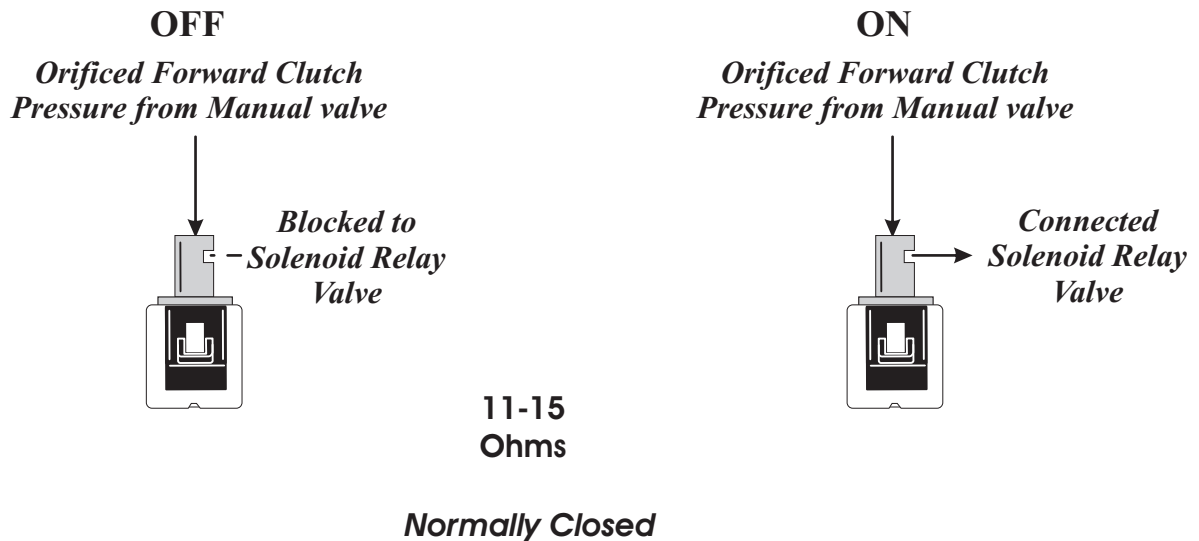 OFF
Orificed Forward Clutch
Pressure from Manual valve
Blocked to
Solenoid Relay
Valve
ON
Orificed Forward Clutch
Pressure from Manual valve
Connected
Solenoid Relay
Valve
11-15
Ohms
Normally Closed